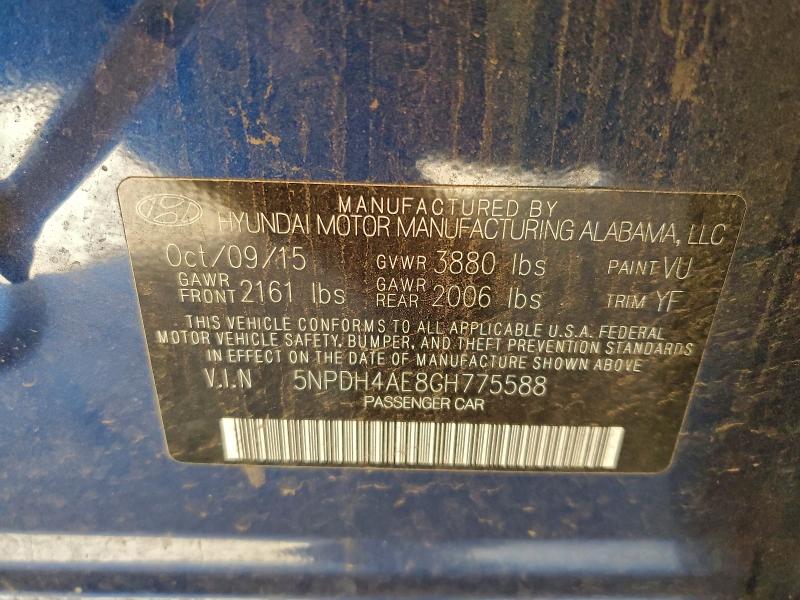 MANUFACTURED BY
HYUNDAI MOTOR MANUFACTURING ALABAMA, LLC
Oct/09/15 GVWR 3880 lbs PAINT VU
GAWR FRONT 2161 lbs GAWR REAR 2006 lbs TRIM YF
THIS VEHICLE CONFORMS TO ALL APPLICABLE U.S.A. FEDERAL
MOTOR VEHICLE SAFETY, BUMPER, AND THEFT PREVENTION STANDARDS
IN EFFECT ON THE DATE OF MANUFACTURE SHOWN ABOVE
V.I.N 5NPDH4AE8GH775588
PASSENGER CAR